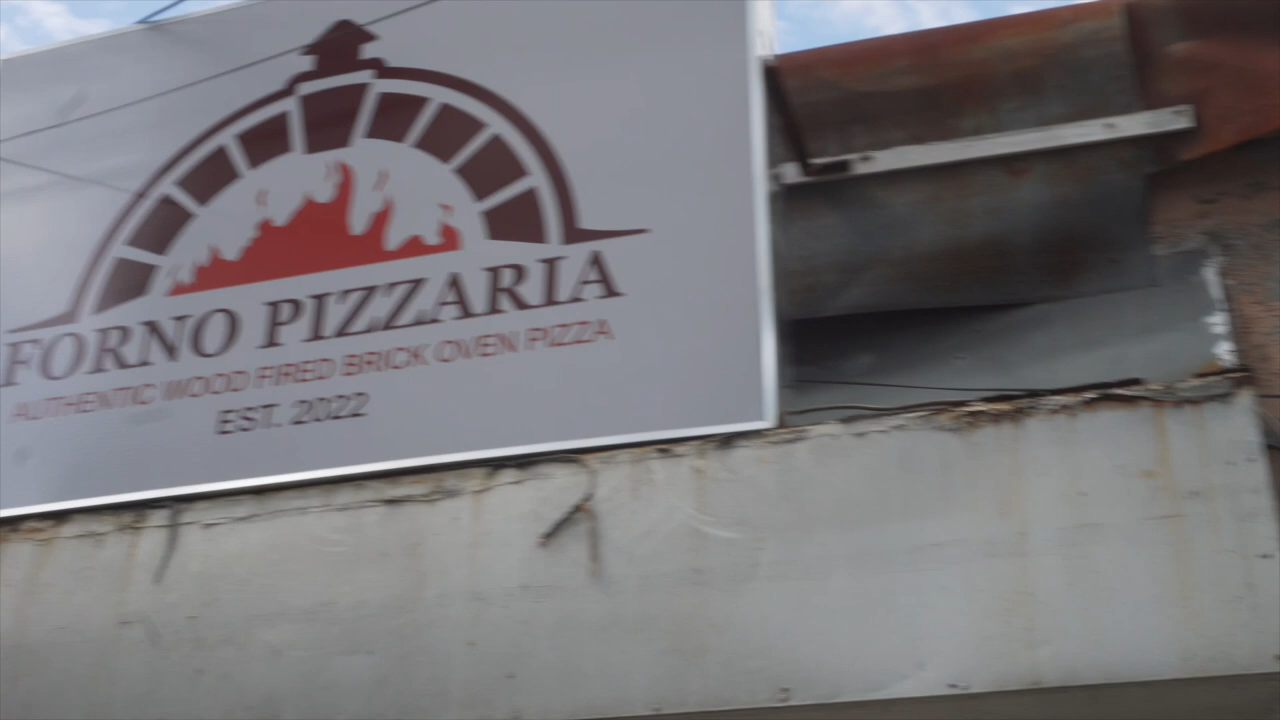 FORNO PIZZARIA
AUTHENTIC WOOD FIRED BRICK OVEN PIZZA
EST. 2022